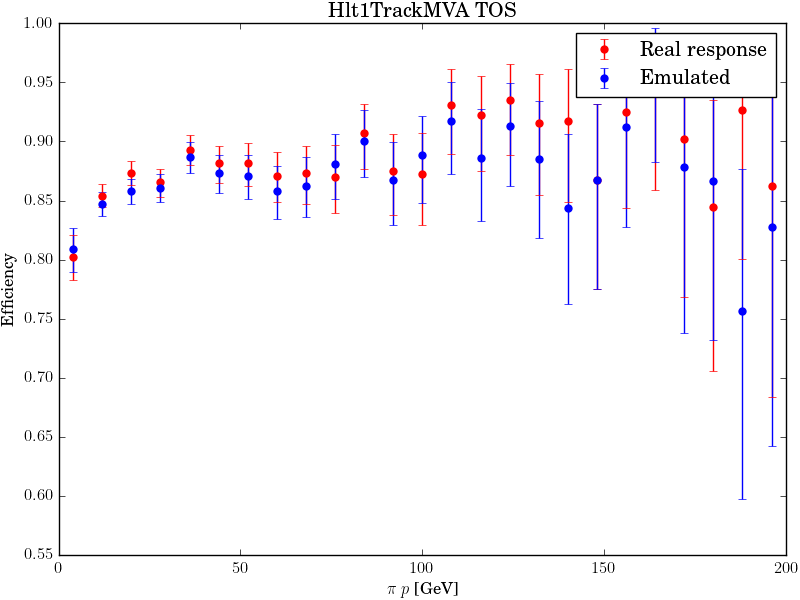 Hlt1TrackMVA TOS
1.00
0.95
0.90
0.85
0.80
0.75
0.70
0.65
0.60
0.55
Efficiency
Real response
Emulated
0 50 100 150 200
π p [GeV]